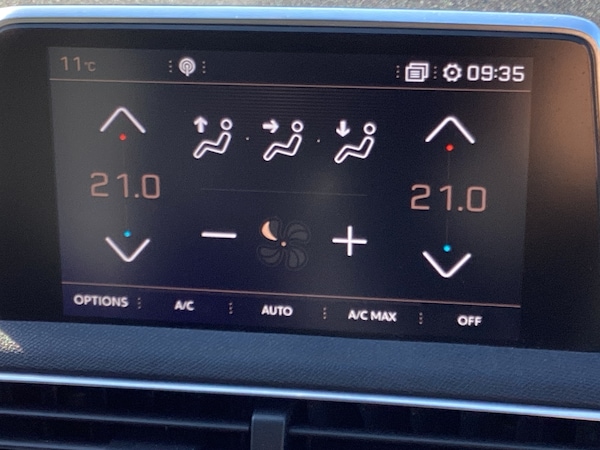 11°C 09:35
21.0 21.0
OPTIONS A/C AUTO A/C MAX OFF